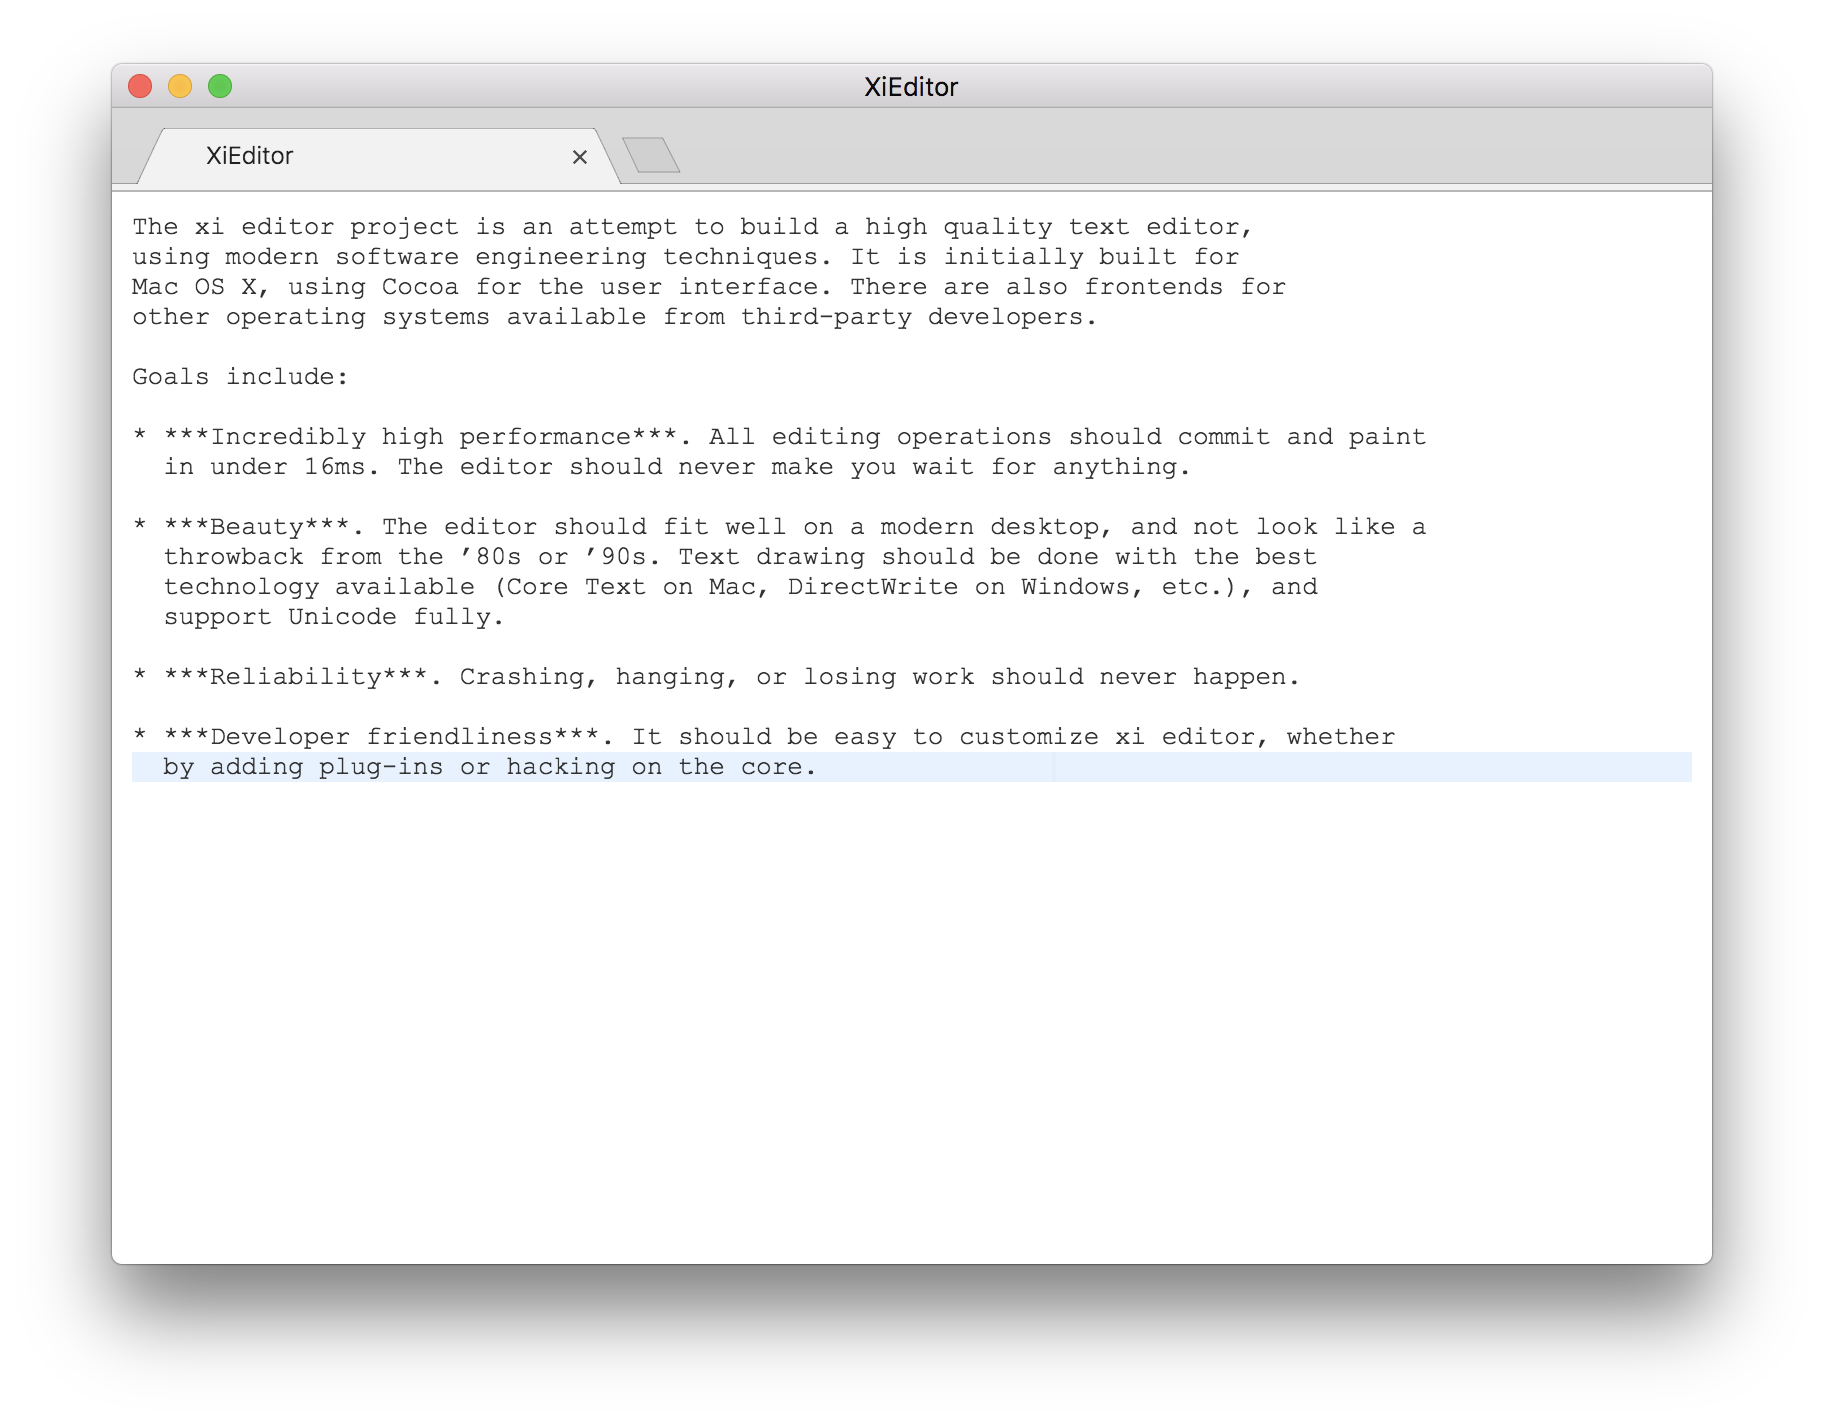 XiEditor
XiEditor
The xi editor project is an attempt to build a high quality text editor,
using modern software engineering techniques. It is initially built for
Mac OS X, using Cocoa for the user interface. There are also frontends for
other operating systems available from third-party developers.
Goals include:
* ***Incredibly high performance***. All editing operations should commit and paint
in under 16ms. The editor should never make you wait for anything.
* ***Beauty***. The editor should fit well on a modern desktop, and not look like a
throwback from the ’80s or ’90s. Text drawing should be done with the best
technology available (Core Text on Mac, DirectWrite on Windows, etc.), and
support Unicode fully.
* ***Reliability***. Crashing, hanging, or losing work should never happen.
* ***Developer friendliness***. It should be easy to customize xi editor, whether
by adding plug-ins or hacking on the core.